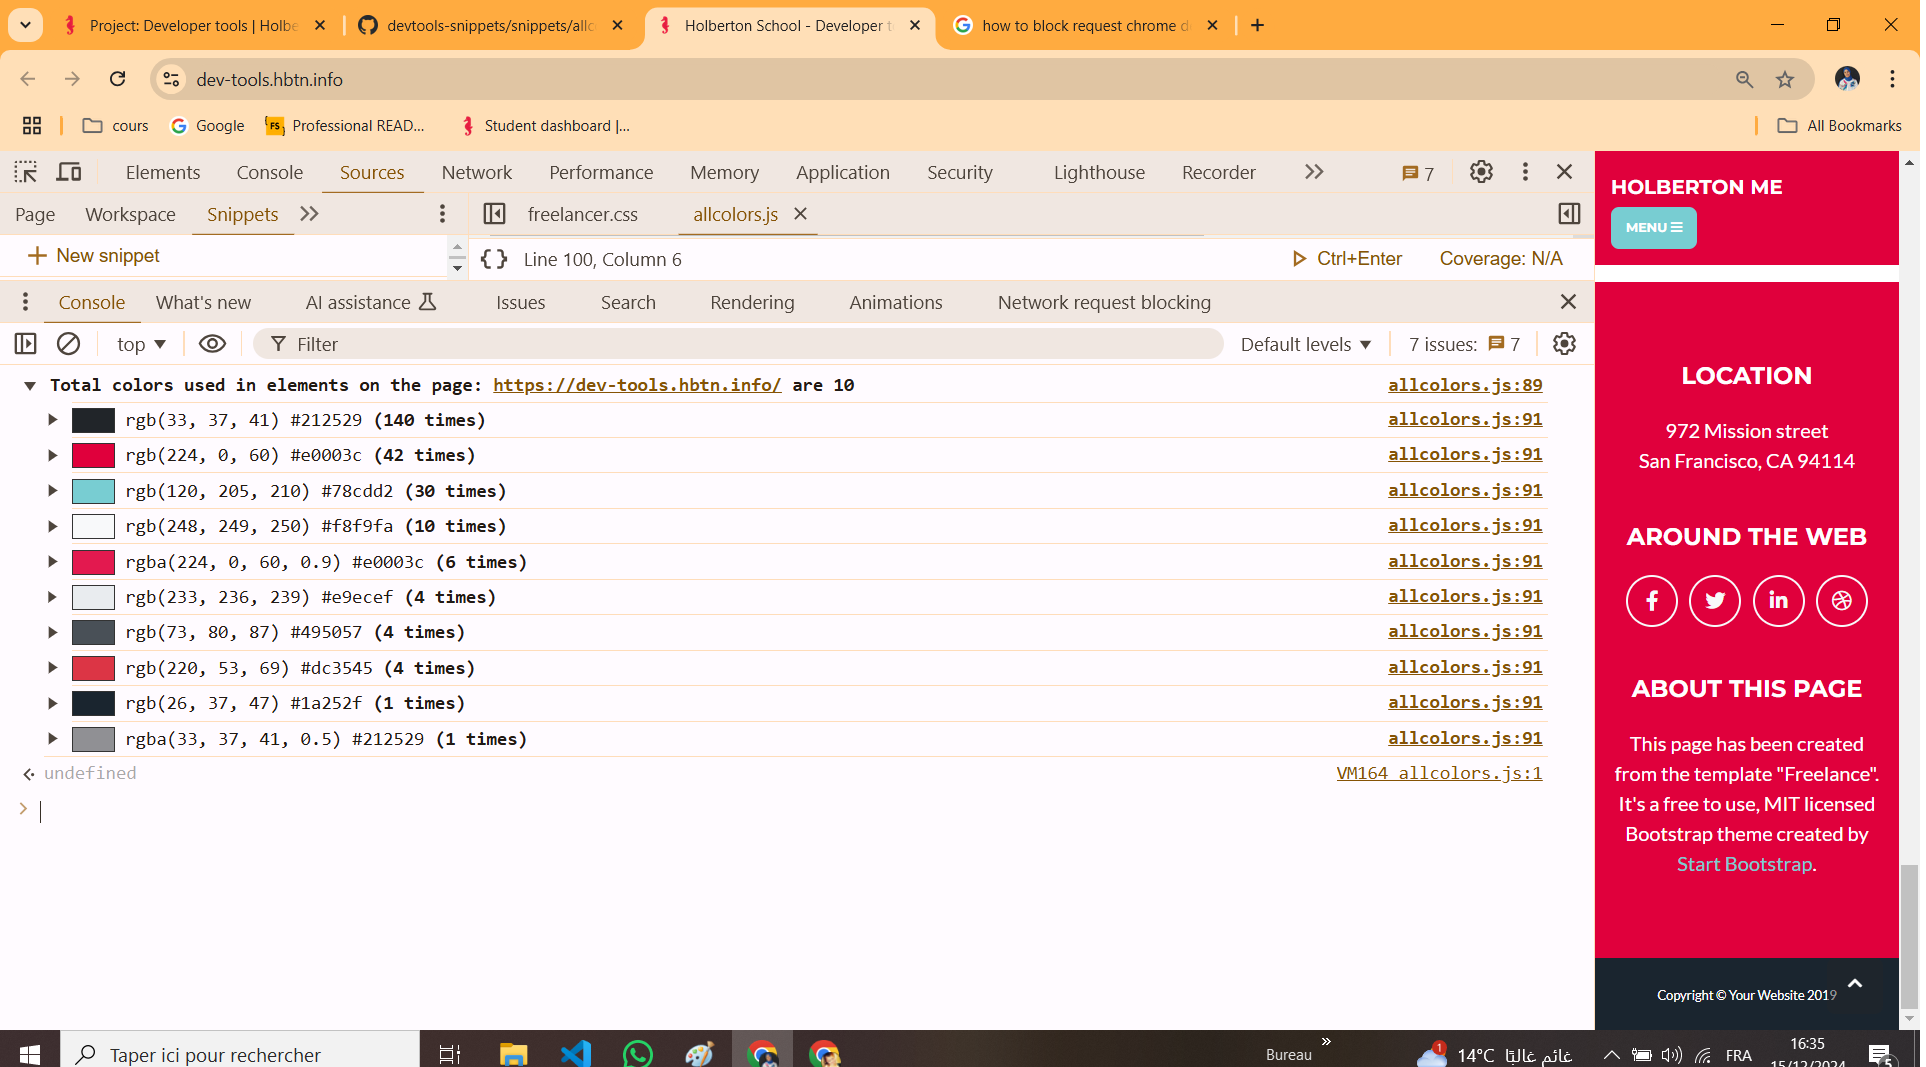 Project: Developer tools | Holbe
devtools-snippets/snippets/allc
Holberton School - Developer t
how to block request chrome d
dev-tools.hbtn.info
cours
Google
Professional READ...
Student dashboard |...
All Bookmarks
Elements
Console
Sources
Network
Performance
Memory
Application
Security
Lighthouse
Recorder
7
Page
Workspace
Snippets
freelancer.css
allcolors.js
New snippet
{ } Line 100, Column 6
Ctrl+Enter
Coverage: N/A
Console
What's new
AI assistance
Issues
Search
Rendering
Animations
Network request blocking
top
Filter
Default levels
7 issues: 7
Total colors used in elements on the page: https://dev-tools.hbtn.info/ are 10 allcolors.js:89
rgb(33, 37, 41) #212529 (140 times) allcolors.js:91
rgb(224, 0, 60) #e0003c (42 times) allcolors.js:91
rgb(120, 205, 210) #78cdd2 (30 times) allcolors.js:91
rgb(248, 249, 250) #f8f9fa (10 times) allcolors.js:91
rgba(224, 0, 60, 0.9) #e0003c (6 times) allcolors.js:91
rgb(233, 236, 239) #e9ecef (4 times) allcolors.js:91
rgb(73, 80, 87) #495057 (4 times) allcolors.js:91
rgb(220, 53, 69) #dc3545 (4 times) allcolors.js:91
rgb(26, 37, 47) #1a252f (1 times) allcolors.js:91
rgba(33, 37, 41, 0.5) #212529 (1 times) allcolors.js:91
undefined VM164 allcolors.js:1
HOLBERTON ME
MENU
LOCATION
972 Mission street
San Francisco, CA 94114
AROUND THE WEB
ABOUT THIS PAGE
This page has been created
from the template "Freelance".
It's a free to use, MIT licensed
Bootstrap theme created by
Start Bootstrap.
Copyright © Your Website 2019
Taper ici pour rechercher
Bureau
1
14°C غائم غالبًا
FRA
16:35
15/12/2024
5